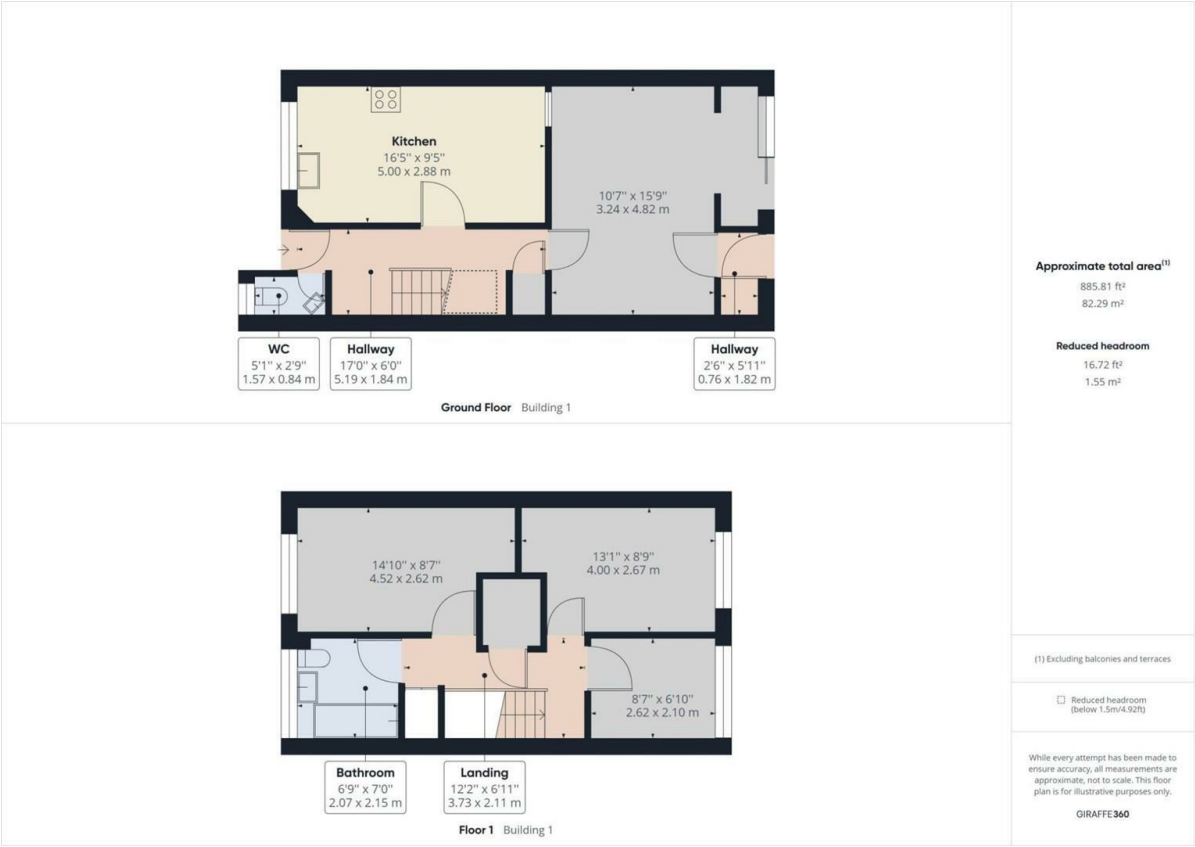 Kitchen
16'5" x 9'5"
5.00 x 2.88 m
10'7" x 15'9"
3.24 x 4.82 m
WC
5'1" x 2'9"
1.57 x 0.84 m
Hallway
17'0" x 6'0"
5.19 x 1.84 m
Hallway
2'6" x 5'11"
0.76 x 1.82 m
Ground Floor Building 1
14'10" x 8'7"
4.52 x 2.62 m
13'1" x 8'9"
4.00 x 2.67 m
8'7" x 6'10"
2.62 x 2.10 m
Bathroom
6'9" x 7'0"
2.07 x 2.15 m
Landing
12'2" x 6'11"
3.73 x 2.11 m
Floor 1 Building 1
Approximate total area(1)
885.81 ft²
82.29 m²
Reduced headroom
16.72 ft²
1.55 m²
(1) Excluding balconies and terraces
Reduced headroom
(below 1.5m/4.92ft)
While every attempt has been made to
ensure accuracy, all measurements are
approximate, not to scale. This floor
plan is for illustrative purposes only.
GIRAFFE360